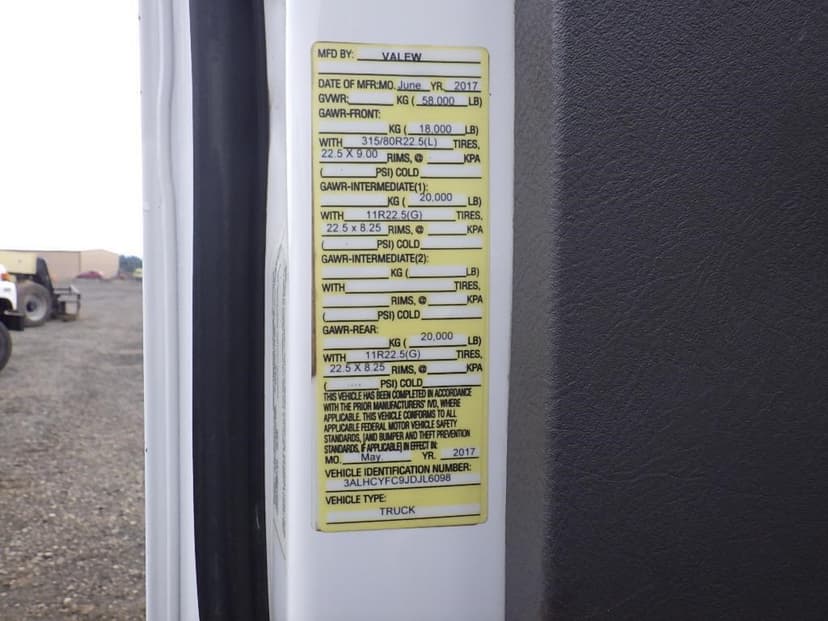 MFD BY: VALEW
DATE OF MFR:MO. June YR. 2017
GVWR: KG ( 58,000 LB)
GAWR-FRONT:
KG ( 18,000 LB)
WITH 315/80R22.5(L) TIRES,
22.5 X 9.00 RIMS, @ KPA
( PSI) COLD
GAWR-INTERMEDIATE(1):
KG ( 20,000 LB)
WITH 11R22.5(G) TIRES,
22.5 x 8.25 RIMS, @ KPA
( PSI) COLD
GAWR-INTERMEDIATE(2):
KG ( LB)
WITH TIRES,
RIMS, @ KPA
( PSI) COLD
GAWR-REAR:
KG ( 20,000 LB)
WITH 11R22.5(G) TIRES,
22.5 X 8.25 RIMS, @ KPA
( PSI) COLD
THIS VEHICLE HAS BEEN COMPLETED IN ACCORDANCE
WITH THE PRIOR MANUFACTURERS' IVD, WHERE
APPLICABLE. THIS VEHICLE CONFORMS TO ALL
APPLICABLE FEDERAL MOTOR VEHICLE SAFETY
STANDARDS, [AND BUMPER AND THEFT PREVENTION
STANDARDS, IF APPLICABLE] IN EFFECT IN:
MO. May YR. 2017
VEHICLE IDENTIFICATION NUMBER:
3ALHCYFC9JDJL6098
VEHICLE TYPE:
TRUCK